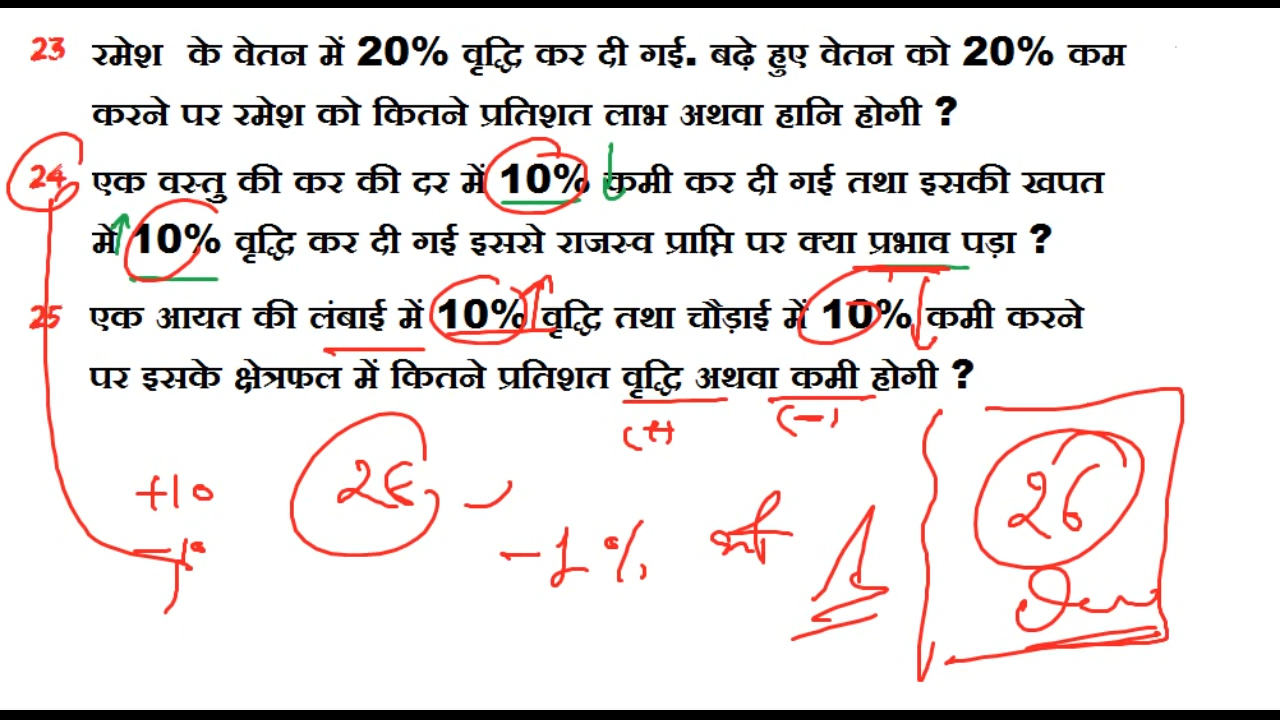 23 रमेश के वेतन में 20% वृद्धि कर दी गई. बढ़े हुए वेतन को 20% कम
करने पर रमेश को कितने प्रतिशत लाभ अथवा हानि होगी ?
24 एक वस्तु की कर की दर में 10% कमी कर दी गई तथा इसकी खपत
में 10% वृद्धि कर दी गई इससे राजस्व प्राप्ति पर क्या प्रभाव पड़ा ?
25 एक आयत की लंबाई में 10% वृद्धि तथा चौड़ाई में 10% कमी करने
पर इसके क्षेत्रफल में कितने प्रतिशत वृद्धि अथवा कमी होगी ?
(+) (-)
+10 26 26
-10 -1%